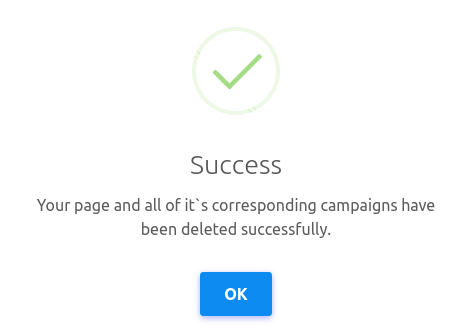 Success
Your page and all of it`s corresponding campaigns have
been deleted successfully.
OK